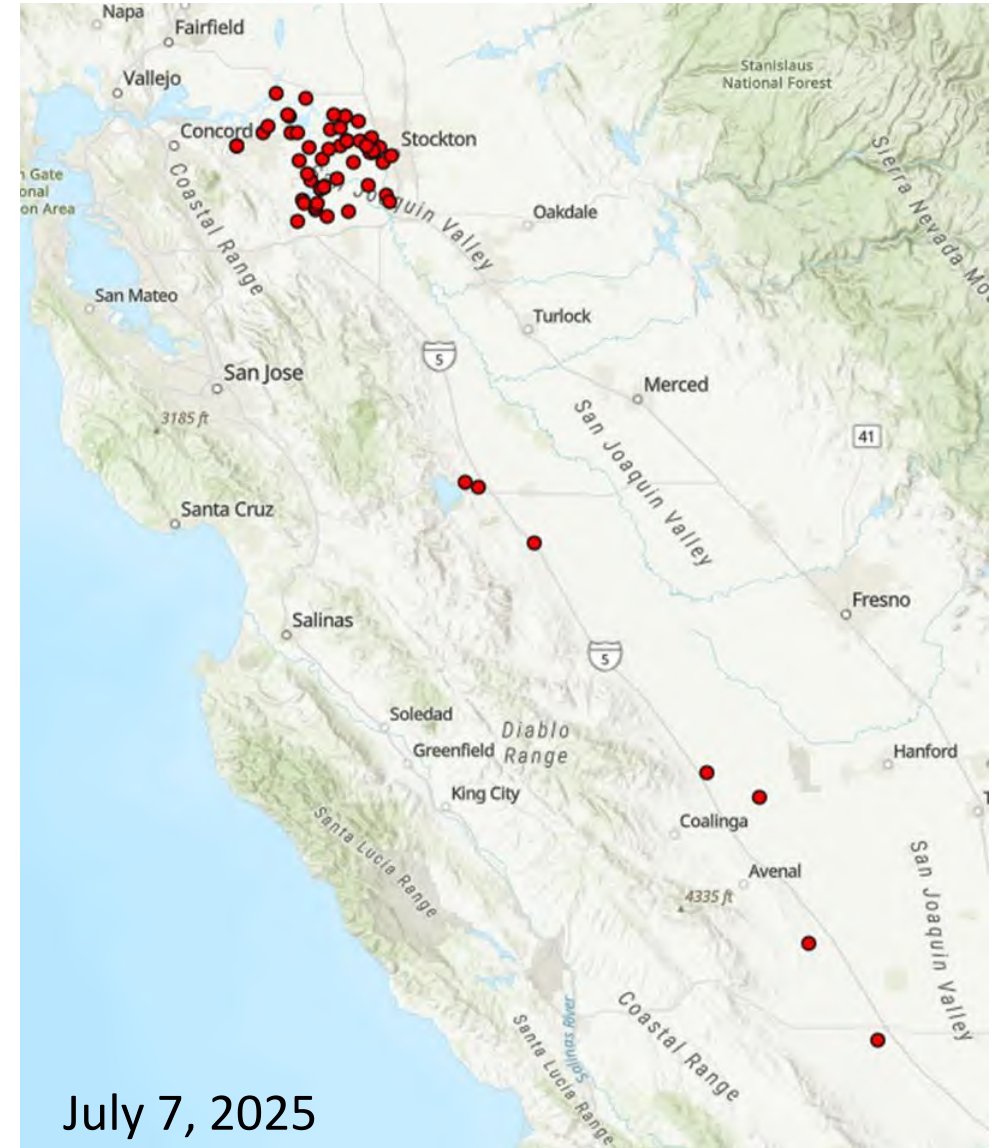 Napa
Fairfield
Vallejo
Stanislaus
National Forest
Concord
Stockton
Gate
onal
on Area
Coastal Range
Joaquin Valley
Sierra Nevada
Oakdale
San Mateo
Turlock
5
San Jose
Merced
3185 ft
41
San Joaquin Valley
Santa Cruz
Fresno
Salinas
5
Soledad
Diablo
Range
Greenfield
Hanford
King City
Coalinga
Santa Lucia Range
Avenal
4335 ft
San Joaquin Valley
Coastal Range
Salinas River
Santa Lucia Range
July 7, 2025